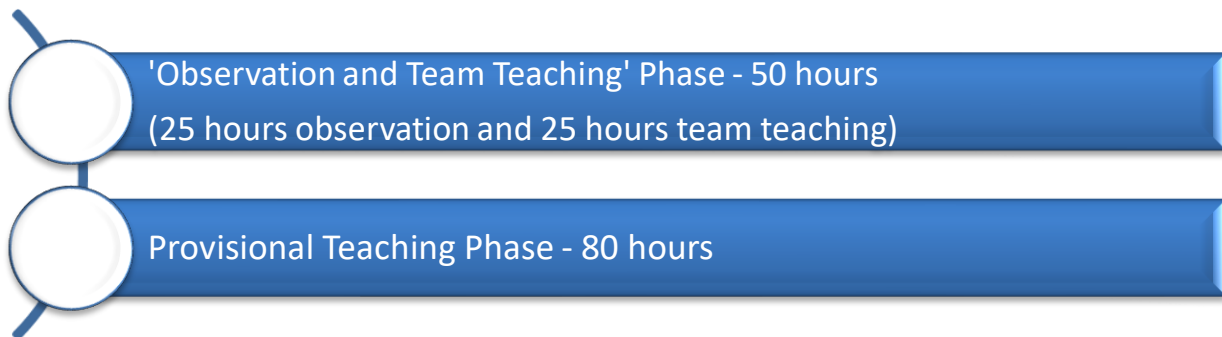 'Observation and Team Teaching' Phase - 50 hours
(25 hours observation and 25 hours team teaching)
Provisional Teaching Phase - 80 hours